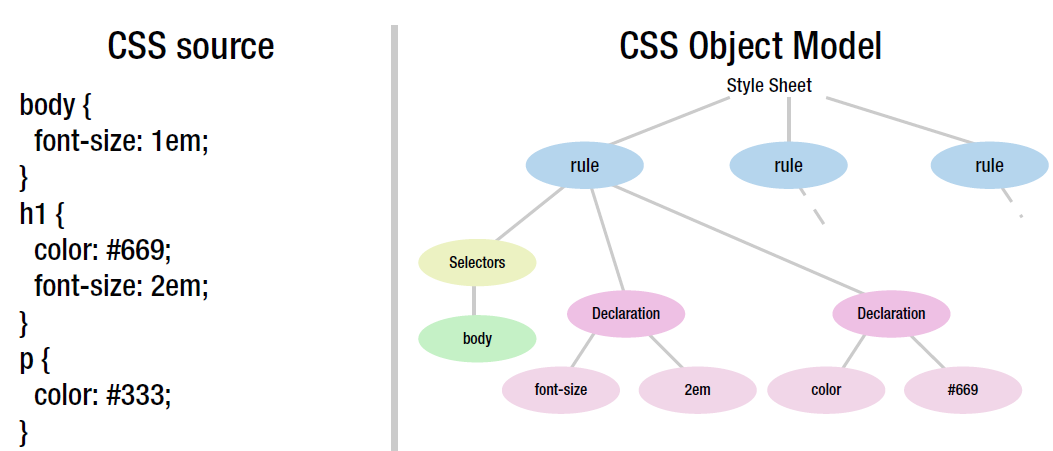 CSS source
body {
font-size: 1em;
}
h1 {
color: #669;
font-size: 2em;
}
p {
color: #333;
}
CSS Object Model
Style Sheet
rule
rule
rule
Selectors
body
Declaration
Declaration
font-size
2em
color
#669